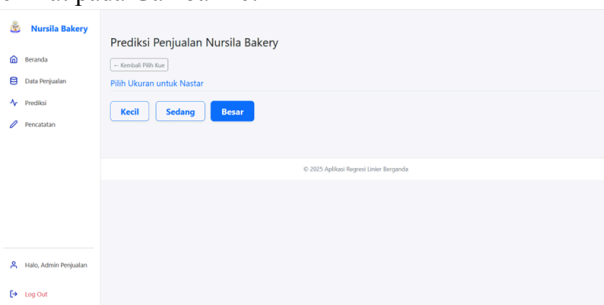 Nursila Bakery
Beranda
Data Penjualan
Prediksi
Pencatatan
Halo, Admin Penjualan
Log Out
Prediksi Penjualan Nursila Bakery
← Kembali Pilih Kue
Pilih Ukuran untuk Nastar
Kecil Sedang Besar
© 2025 Aplikasi Regresi Linier Berganda